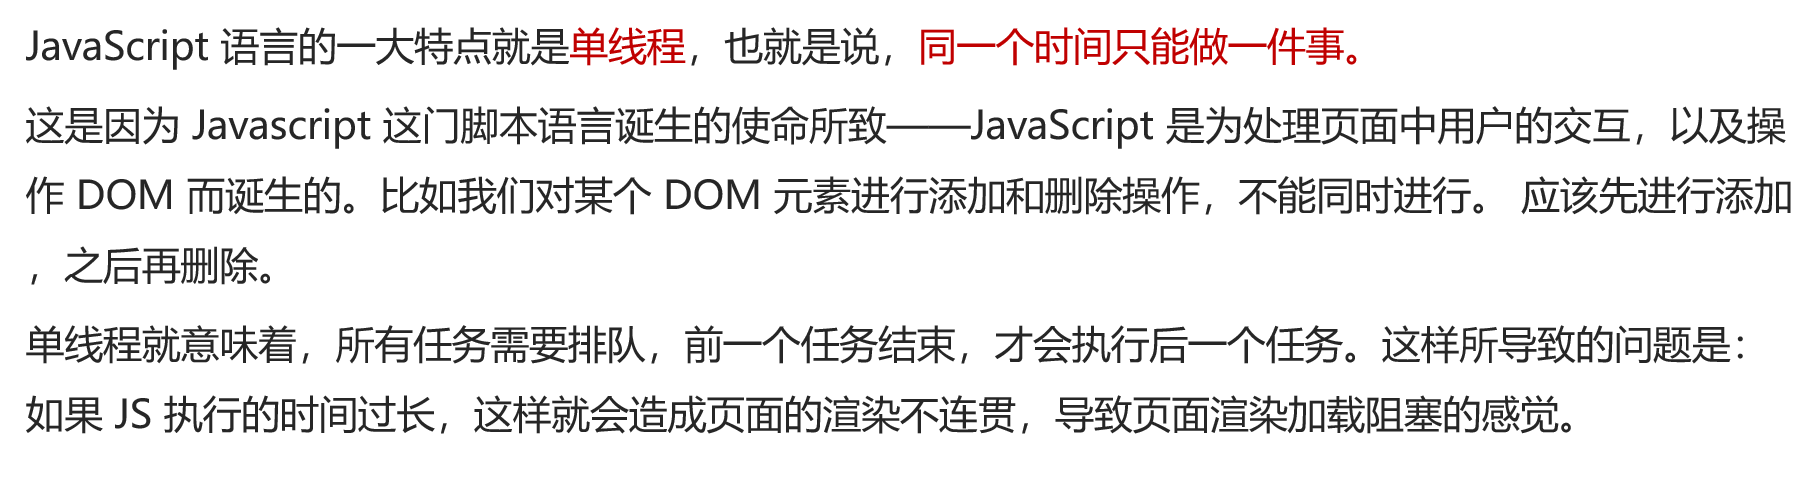 JavaScript 语言的一大特点就是单线程，也就是说，同一个时间只能做一件事。
这是因为 Javascript 这门脚本语言诞生的使命所致——JavaScript 是为处理页面中用户的交互，以及操
作 DOM 而诞生的。比如我们对某个 DOM 元素进行添加和删除操作，不能同时进行。 应该先进行添加
，之后再删除。
单线程就意味着，所有任务需要排队，前一个任务结束，才会执行后一个任务。这样所导致的问题是：
如果 JS 执行的时间过长，这样就会造成页面的渲染不连贯，导致页面渲染加载阻塞的感觉。